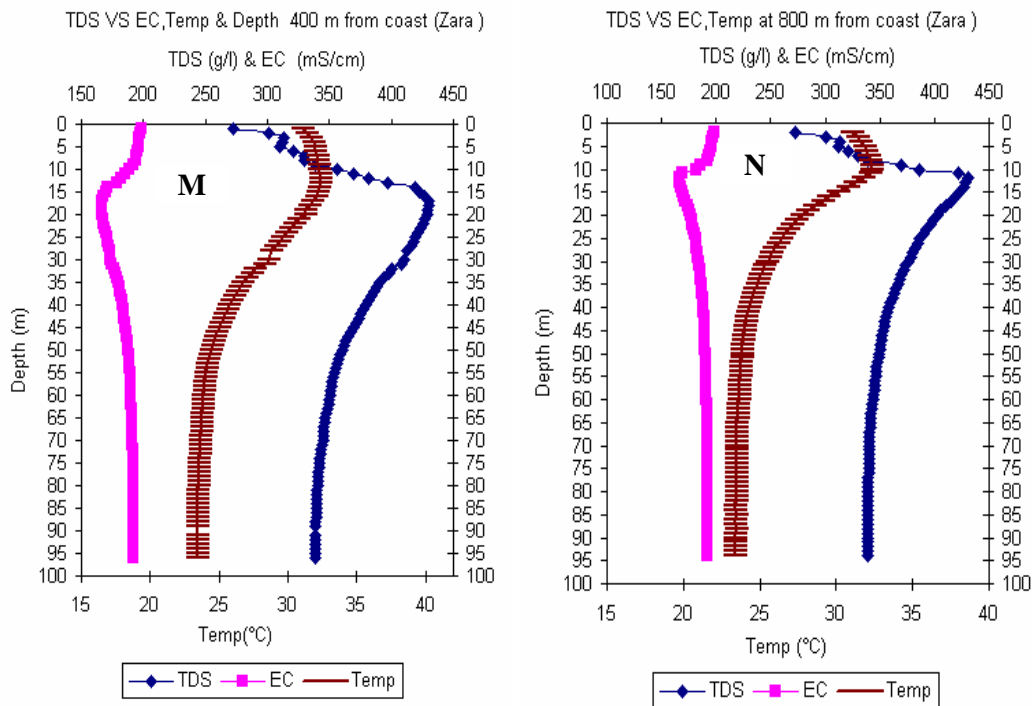 TDS VS EC,Temp & Depth 400 m from coast (Zara )
TDS (g/l) & EC (mS/cm)
150 200 250 300 350 400 450
0 0
5 5
10 10
15 15
20 20
25 25
30 30
35 35
40 40
45 45
50 50
55 55
60 60
65 65
70 70
75 75
80 80
85 85
90 90
95 95
100 100
Depth (m)
M
15 20 25 30 35 40
Temp(°C)
TDS EC Temp
TDS VS EC,Temp at 800 m from coast (Zara )
TDS (g/l) & EC (mS/cm)
100 150 200 250 300 350 400 450
0 0
5 5
10 10
15 15
20 20
25 25
30 30
35 35
40 40
45 45
50 50
55 55
60 60
65 65
70 70
75 75
80 80
85 85
90 90
95 95
100 100
Depth (m)
N
15 20 25 30 35 40
Temp (°C)
TDS EC Temp